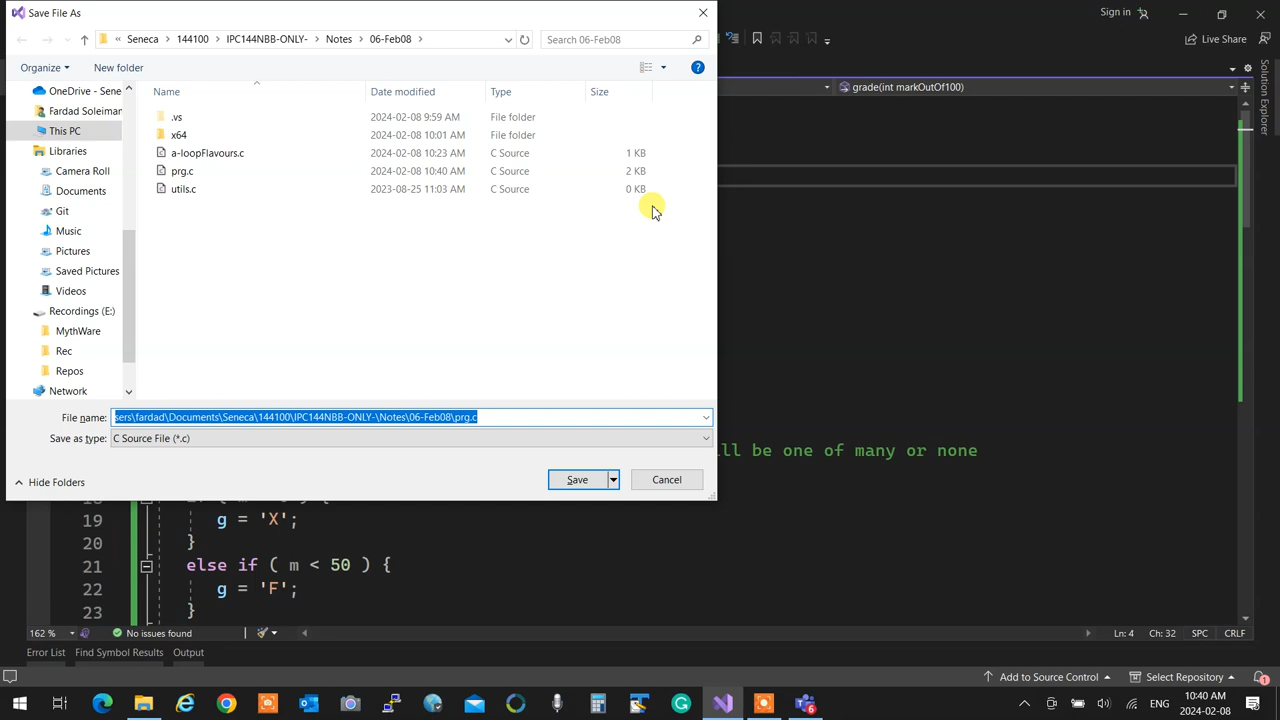 Save File As
Sign in
« Seneca › 144100 › IPC144NBB-ONLY- › Notes › 06-Feb08 ›
Search 06-Feb08
Live Share
Organize
New folder
grade(int markOutOf100)
Solution Explorer
Name Date modified Type Size
.vs 2024-02-08 9:59 AM File folder
x64 2024-02-08 10:01 AM File folder
a-loopFlavours.c 2024-02-08 10:23 AM C Source 1 KB
prg.c 2024-02-08 10:40 AM C Source 2 KB
utils.c 2023-08-25 11:03 AM C Source 0 KB
OneDrive - Sene
Fardad Soleiman
This PC
Libraries
Camera Roll
Documents
Git
Music
Pictures
Saved Pictures
Videos
Recordings (E:)
MythWare
Rec
Repos
Network
File name: sers\fardad\Documents\Seneca\144100\IPC144NBB-ONLY-\Notes\06-Feb08\prg.c
Save as type: C Source File (*.c)
Hide Folders
Save
Cancel
ll be one of many or none
19 g = 'X';
20 }
21 else if ( m < 50 ) {
22 g = 'F';
23 }
162 % No issues found Ln: 4 Ch: 32 SPC CRLF
Error List Find Symbol Results Output
Add to Source Control Select Repository 1
ENG 10:40 AM
2024-02-08